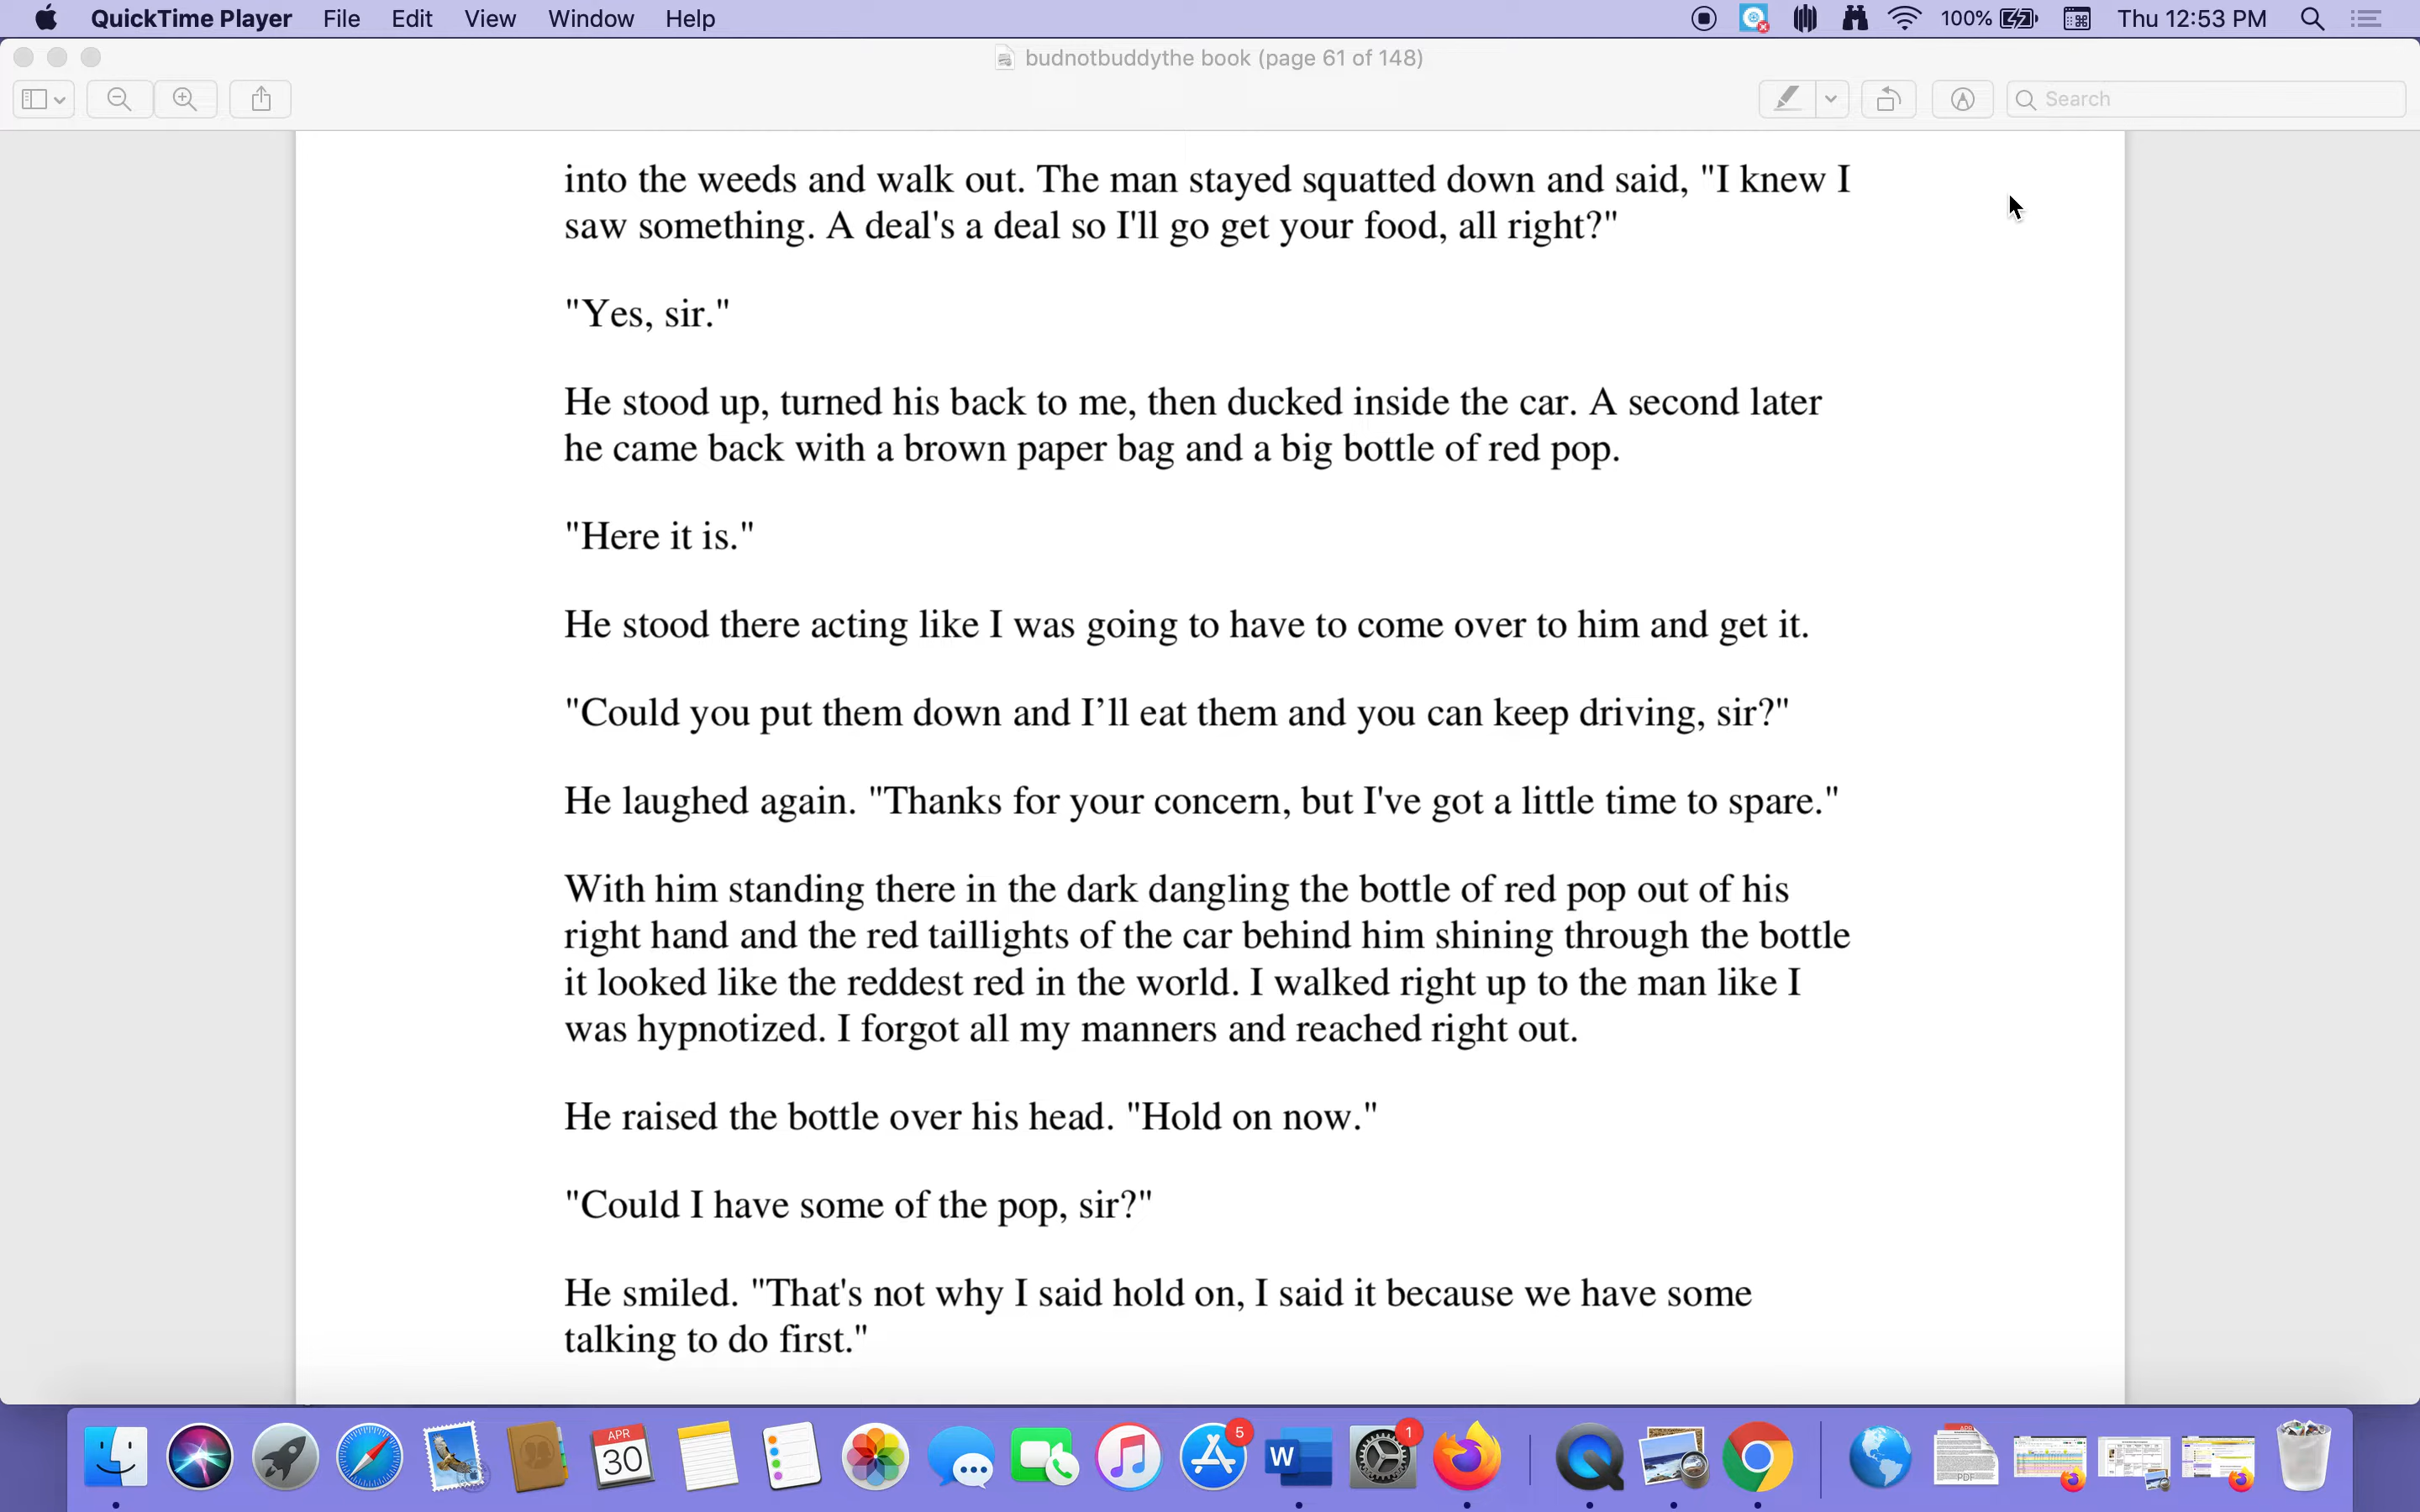 QuickTime Player File Edit View Window Help 100% Thu 12:53 PM
budnotbuddythe book (page 61 of 148)
Search
into the weeds and walk out. The man stayed squatted down and said, "I knew I
saw something. A deal's a deal so I'll go get your food, all right?"
"Yes, sir."
He stood up, turned his back to me, then ducked inside the car. A second later
he came back with a brown paper bag and a big bottle of red pop.
"Here it is."
He stood there acting like I was going to have to come over to him and get it.
"Could you put them down and I’ll eat them and you can keep driving, sir?"
He laughed again. "Thanks for your concern, but I've got a little time to spare."
With him standing there in the dark dangling the bottle of red pop out of his
right hand and the red taillights of the car behind him shining through the bottle
it looked like the reddest red in the world. I walked right up to the man like I
was hypnotized. I forgot all my manners and reached right out.
He raised the bottle over his head. "Hold on now."
"Could I have some of the pop, sir?"
He smiled. "That's not why I said hold on, I said it because we have some
talking to do first."
APR
30
5
W
1
PDF